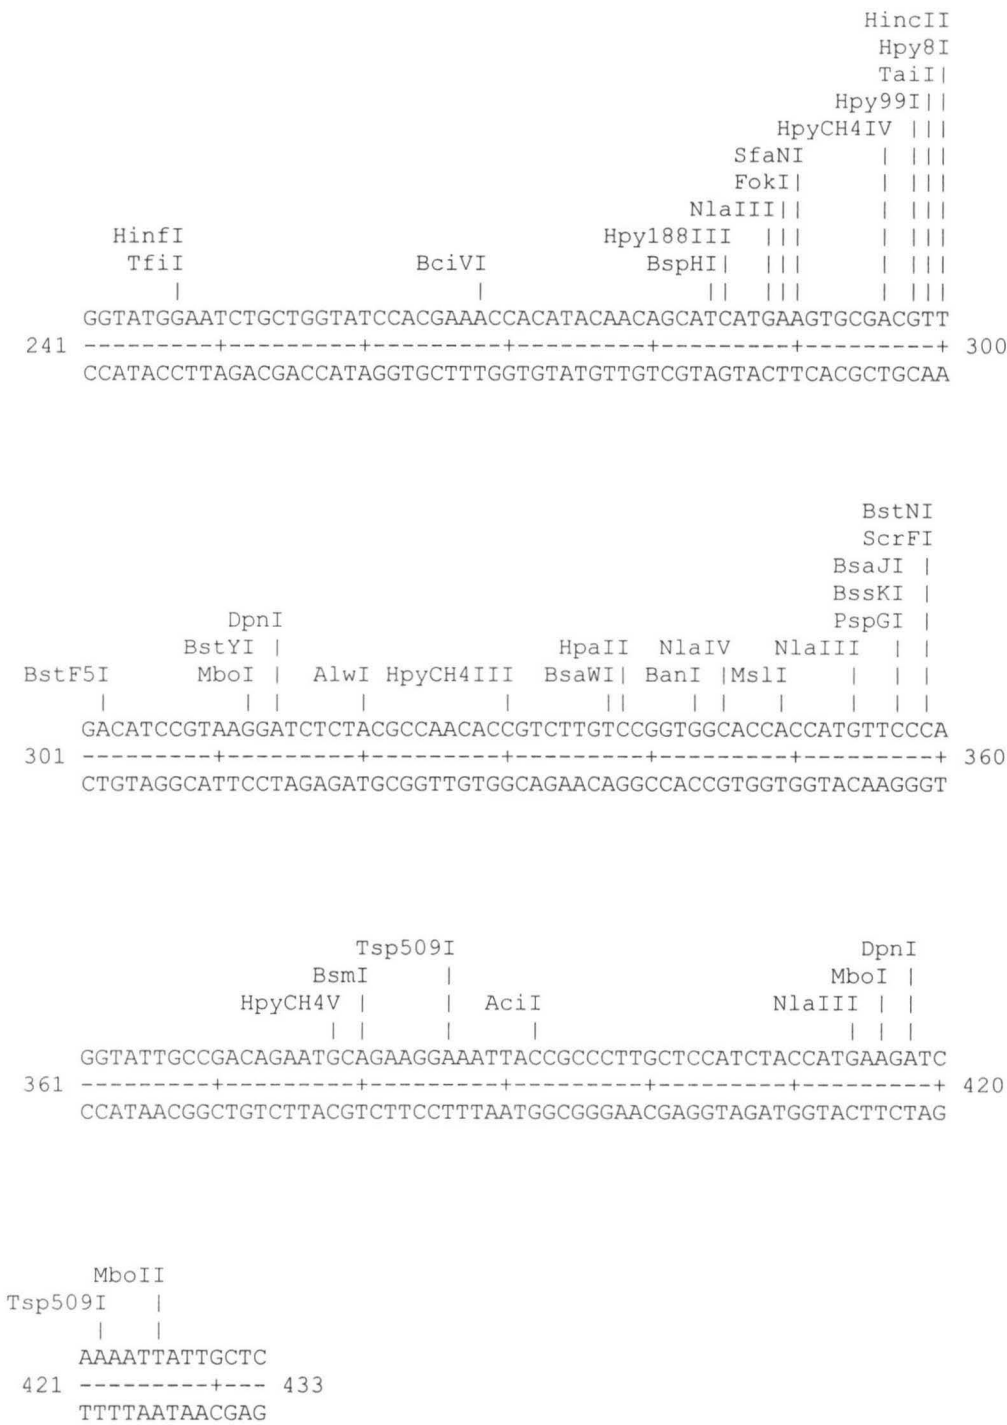 HincII
Hpy8I
TaiI|
Hpy99I||
HpyCH4IV |||
SfaNI | |||
FokI| | |||
NlaIII|| | |||
HinfI Hpy188III ||| | |||
TfiI BciVI BspHI| ||| | |||
| | || ||| | |||
GGTATGGAATCTGCTGGTATCCACGAAACCACATACAACAGCATCATGAAGTGCGACGTT
241 ---------+---------+---------+---------+---------+---------+ 300
CCATACCTTAGACGACCATAGGTGCTTTGGTGTATGTTGTCGTAGTACTTCACGCTGCAA
BstNI
ScrFI
BsaJI |
BssKI |
DpnI PspGI |
BstYI | HpaII NlaIV NlaIII | |
BstF5I MboI | AlwI HpyCH4III BsaWI| BanI |MslI | | |
| | | | | || | | | | | |
GACATCCGTAAGGATCTCTACGCCAACACCGTCTTGTCCGGTGGCACCACCATGTTCCCA
301 ---------+---------+---------+---------+---------+---------+ 360
CTGTAGGCATTCCTAGAGATGCGGTTGTGGCAGAACAGGCCACCGTGGTGGTACAAGGGT
Tsp509I DpnI
BsmI | MboI |
HpyCH4V | | AciI NlaIII | |
| | | | | | |
GGTATTGCCGACAGAATGCAGAAGGAAATTACCGCCCTTGCTCCATCTACCATGAAGATC
361 ---------+---------+---------+---------+---------+---------+ 420
CCATAACGGCTGTCTTACGTCTTCCTTTAATGGCGGGAACGAGGTAGATGGTACTTCTAG
MboII
Tsp509I |
| |
AAAATTATTGCTC
421 ---------+--- 433
TTTTAATAACGAG